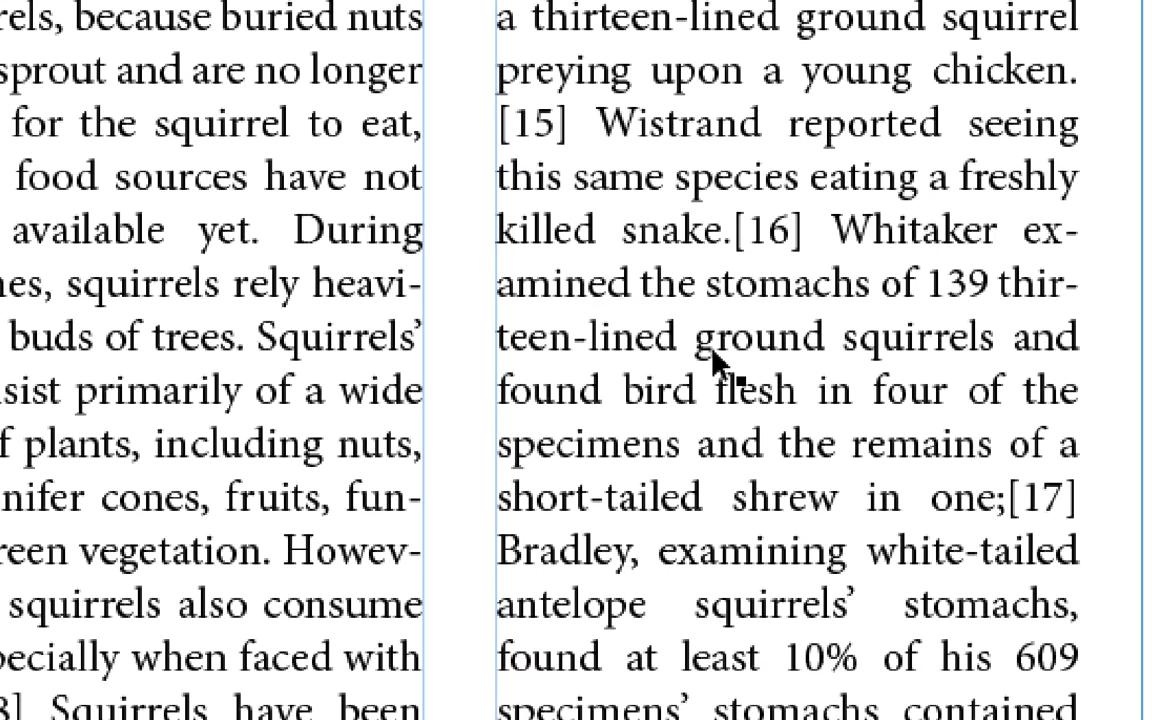 rels, because buried nuts
sprout and are no longer
for the squirrel to eat,
food sources have not
available yet. During
squirrels rely heavi-
buds of trees. Squirrels’
primarily of a wide
plants, including nuts,
cones, fruits, fun-
vegetation. Howev-
squirrels also consume
when faced with
Squirrels have been
a thirteen-lined ground squirrel
preying upon a young chicken.
[15] Wistrand reported seeing
this same species eating a freshly
killed snake.[16] Whitaker ex-
amined the stomachs of 139 thir-
teen-lined ground squirrels and
found bird flesh in four of the
specimens and the remains of a
short-tailed shrew in one;[17]
Bradley, examining white-tailed
antelope squirrels’ stomachs,
found at least 10% of his 609
specimens’ stomachs contained